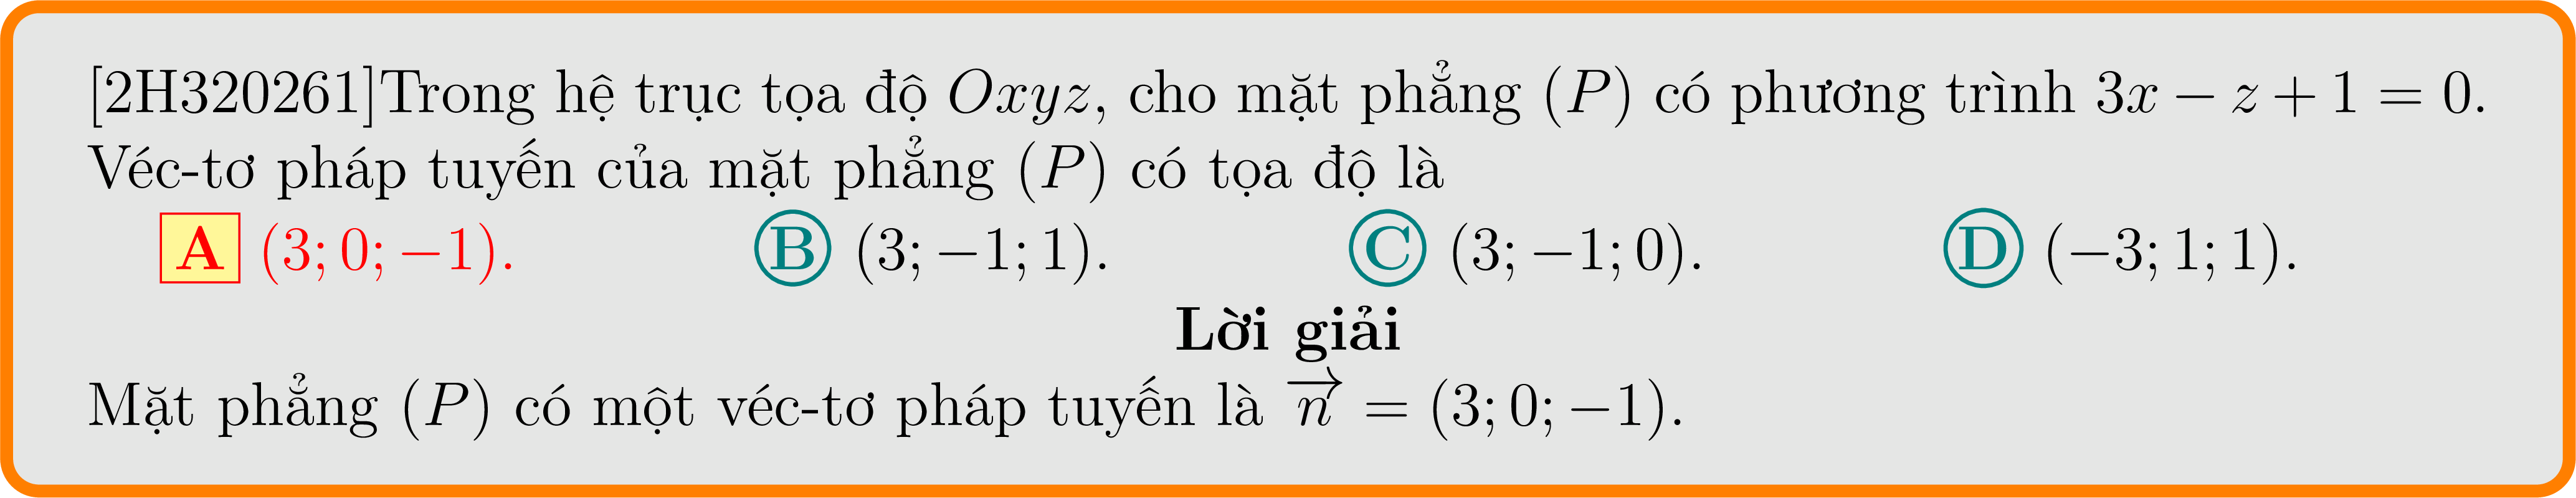 [2H320261]Trong hệ trục tọa độ Oxyz, cho mặt phẳng (P) có phương trình 3x − z + 1 = 0.
Véc-tơ pháp tuyến của mặt phẳng (P) có tọa độ là
A (3; 0; −1). B (3; −1; 1). C (3; −1; 0). D (−3; 1; 1).
Lời giải
Mặt phẳng (P) có một véc-tơ pháp tuyến là n⃗ = (3; 0; −1).